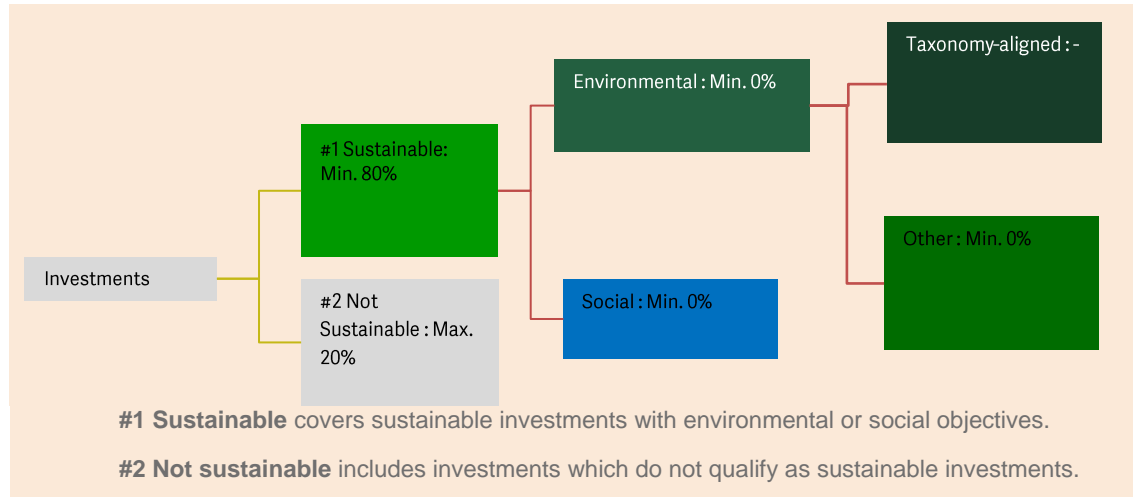 Taxonomy-aligned : -
Environmental : Min. 0%
#1 Sustainable:
Min. 80%
Other : Min. 0%
Investments
#2 Not
Sustainable : Max.
20%
Social : Min. 0%
#1 Sustainable covers sustainable investments with environmental or social objectives.
#2 Not sustainable includes investments which do not qualify as sustainable investments.